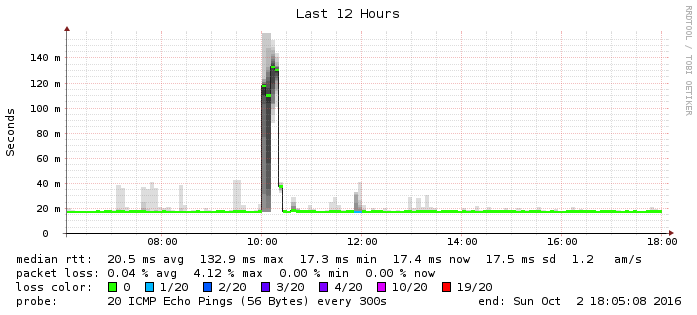 Last 12 Hours
RRDTOOL / TOBI OETIKER
Seconds
140 m
120 m
100 m
80 m
60 m
40 m
20 m
0
08:00 10:00 12:00 14:00 16:00 18:00
median rtt: 20.5 ms avg 132.9 ms max 17.3 ms min 17.4 ms now 17.5 ms sd 1.2 am/s
packet loss: 0.04 % avg 4.12 % max 0.00 % min 0.00 % now
loss color: 0 1/20 2/20 3/20 4/20 10/20 19/20
probe: 20 ICMP Echo Pings (56 Bytes) every 300s end: Sun Oct 2 18:05:08 2016